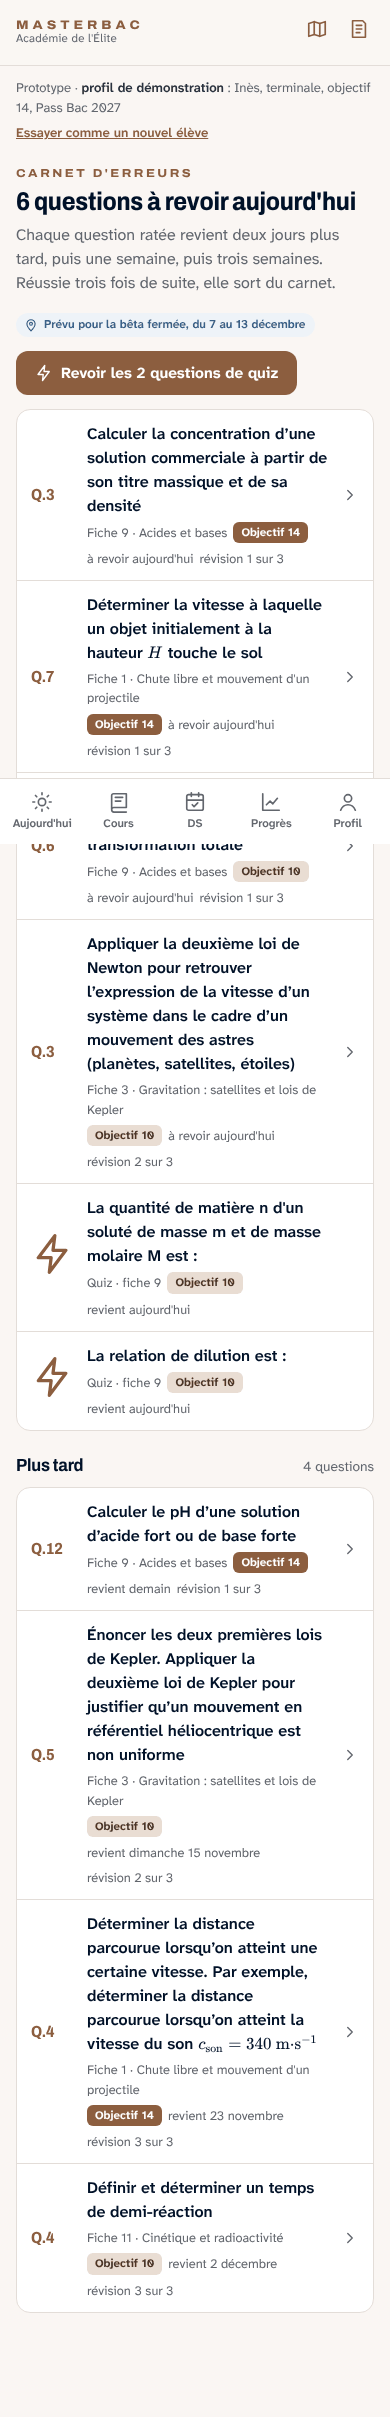 MASTERBAC
Académie de l'Élite
Prototype · profil de démonstration : Inès, terminale, objectif
14, Pass Bac 2027
Essayer comme un nouvel élève
CARNET D'ERREURS
6 questions à revoir aujourd'hui
Chaque question ratée revient deux jours plus
tard, puis une semaine, puis trois semaines.
Réussie trois fois de suite, elle sort du carnet.
Prévu pour la bêta fermée, du 7 au 13 décembre
Revoir les 2 questions de quiz
Q.3
Calculer la concentration d’une
solution commerciale à partir de
son titre massique et de sa
densité
Fiche 9 · Acides et bases Objectif 14
à revoir aujourd'hui révision 1 sur 3
Q.7
Déterminer la vitesse à laquelle
un objet initialement à la
hauteur H touche le sol
Fiche 1 · Chute libre et mouvement d'un
projectile
Objectif 14 à revoir aujourd'hui
révision 1 sur 3
Aujourd'hui Cours DS Progrès Profil
Q.6
transformation totale
Fiche 9 · Acides et bases Objectif 10
à revoir aujourd'hui révision 1 sur 3
Q.3
Appliquer la deuxième loi de
Newton pour retrouver
l’expression de la vitesse d’un
système dans le cadre d’un
mouvement des astres
(planètes, satellites, étoiles)
Fiche 3 · Gravitation : satellites et lois de
Kepler
Objectif 10 à revoir aujourd'hui
révision 2 sur 3
La quantité de matière n d'un
soluté de masse m et de masse
molaire M est :
Quiz · fiche 9 Objectif 10
revient aujourd'hui
La relation de dilution est :
Quiz · fiche 9 Objectif 10
revient aujourd'hui
Plus tard 4 questions
Q.12
Calculer le pH d’une solution
d’acide fort ou de base forte
Fiche 9 · Acides et bases Objectif 14
revient demain révision 1 sur 3
Q.5
Énoncer les deux premières lois
de Kepler. Appliquer la
deuxième loi de Kepler pour
justifier qu’un mouvement en
référentiel héliocentrique est
non uniforme
Fiche 3 · Gravitation : satellites et lois de
Kepler
Objectif 10
revient dimanche 15 novembre
révision 2 sur 3
Q.4
Déterminer la distance
parcourue lorsqu’on atteint une
certaine vitesse. Par exemple,
déterminer la distance
parcourue lorsqu’on atteint la
vitesse du son c_son = 340 m·s⁻¹
Fiche 1 · Chute libre et mouvement d'un
projectile
Objectif 14 revient 23 novembre
révision 3 sur 3
Q.4
Définir et déterminer un temps
de demi-réaction
Fiche 11 · Cinétique et radioactivité
Objectif 10 revient 2 décembre
révision 3 sur 3